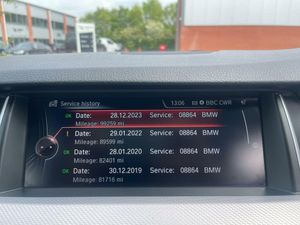 Service history
13:06 BBC CWR
OK Date: 28.12.2023 Service: 08864 BMW
Mileage: 99259 mi
! Date: 29.01.2022 Service: 08864 BMW
Mileage: 89599 mi
OK Date: 28.01.2020 Service: 08864 BMW
Mileage: 82401 mi
OK Date: 30.12.2019 Service: 08864 BMW
Mileage: 81716 mi